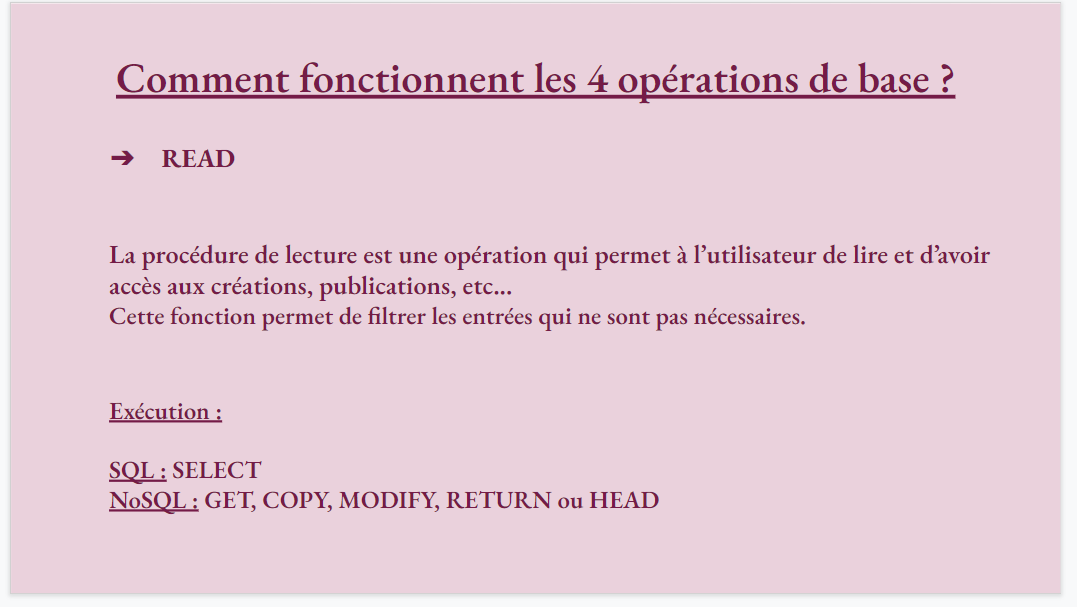 Comment fonctionnent les 4 opérations de base ?
➔ READ
La procédure de lecture est une opération qui permet à l’utilisateur de lire et d’avoir
accès aux créations, publications, etc...
Cette fonction permet de filtrer les entrées qui ne sont pas nécessaires.
Exécution :
SQL : SELECT
NoSQL : GET, COPY, MODIFY, RETURN ou HEAD